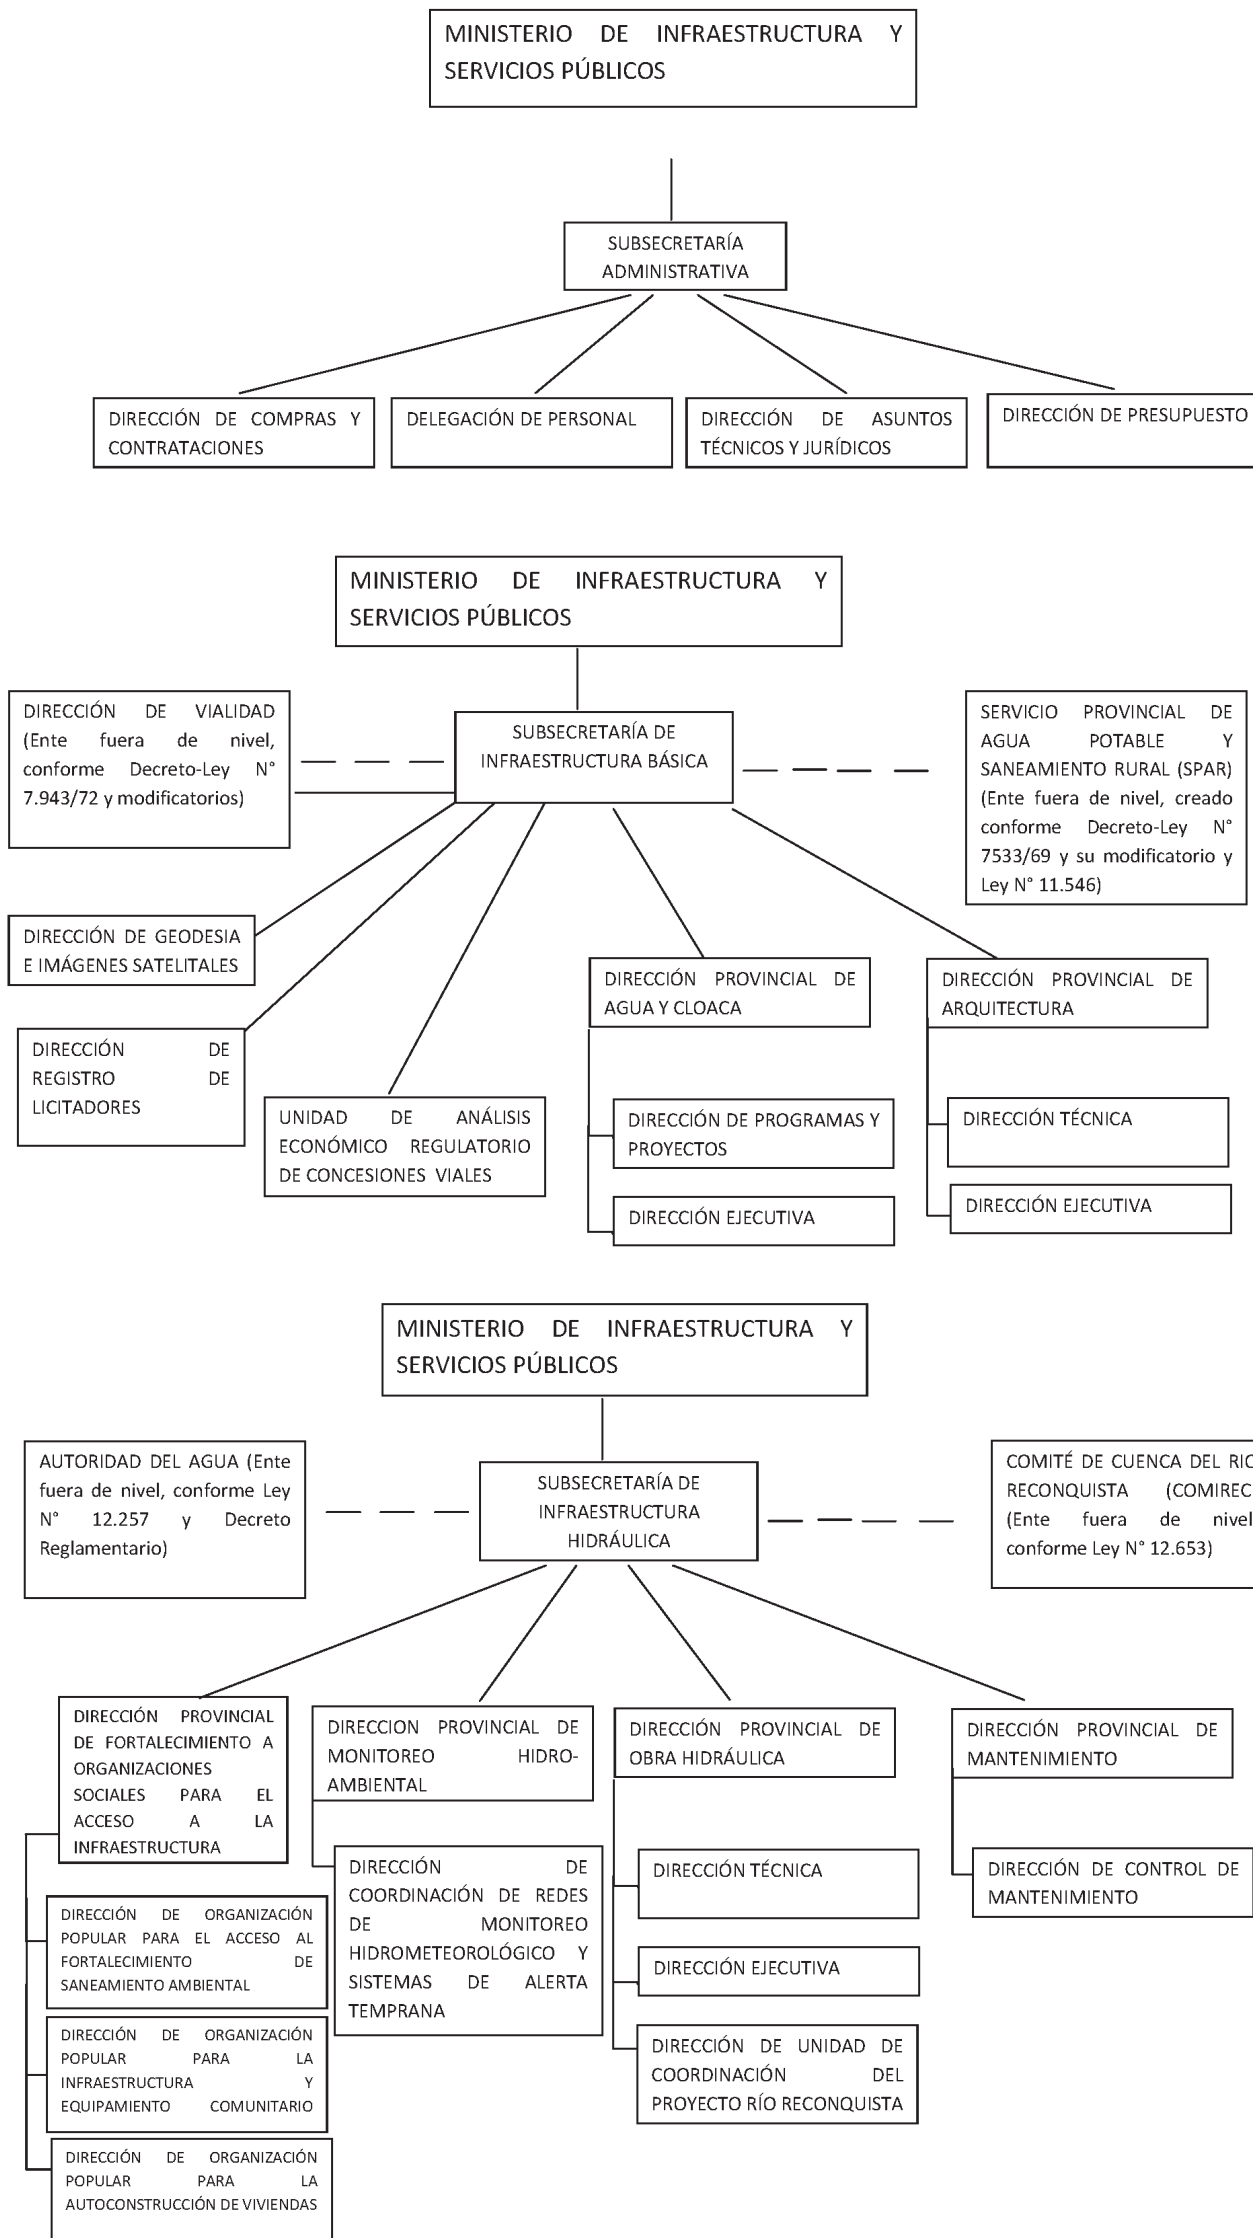 MINISTERIO DE INFRAESTRUCTURA Y
SERVICIOS PÚBLICOS
SUBSECRETARÍA
ADMINISTRATIVA
DIRECCIÓN DE COMPRAS Y
CONTRATACIONES
DELEGACIÓN DE PERSONAL
DIRECCIÓN DE ASUNTOS
TÉCNICOS Y JURÍDICOS
DIRECCIÓN DE PRESUPUESTO
MINISTERIO DE INFRAESTRUCTURA Y
SERVICIOS PÚBLICOS
DIRECCIÓN DE VIALIDAD
(Ente fuera de nivel,
conforme Decreto-Ley N°
7.943/72 y modificatorios)
SUBSECRETARÍA DE
INFRAESTRUCTURA BÁSICA
SERVICIO PROVINCIAL DE
AGUA POTABLE Y
SANEAMIENTO RURAL (SPAR)
(Ente fuera de nivel, creado
conforme Decreto-Ley N°
7533/69 y su modificatorio y
Ley N° 11.546)
DIRECCIÓN DE GEODESIA
E IMÁGENES SATELITALES
DIRECCIÓN DE
REGISTRO DE
LICITADORES
UNIDAD DE ANÁLISIS
ECONÓMICO REGULATORIO
DE CONCESIONES VIALES
DIRECCIÓN PROVINCIAL DE
AGUA Y CLOACA
DIRECCIÓN DE PROGRAMAS Y
PROYECTOS
DIRECCIÓN EJECUTIVA
DIRECCIÓN PROVINCIAL DE
ARQUITECTURA
DIRECCIÓN TÉCNICA
DIRECCIÓN EJECUTIVA
MINISTERIO DE INFRAESTRUCTURA Y
SERVICIOS PÚBLICOS
AUTORIDAD DEL AGUA (Ente
fuera de nivel, conforme Ley
N° 12.257 y Decreto
Reglamentario)
SUBSECRETARÍA DE
INFRAESTRUCTURA
HIDRÁULICA
COMITÉ DE CUENCA DEL RIO
RECONQUISTA (COMIREC
(Ente fuera de nivel
conforme Ley N° 12.653)
DIRECCIÓN PROVINCIAL
DE FORTALECIMIENTO A
ORGANIZACIONES
SOCIALES PARA EL
ACCESO A LA
INFRAESTRUCTURA
DIRECCIÓN DE ORGANIZACIÓN
POPULAR PARA EL ACCESO AL
FORTALECIMIENTO DE
SANEAMIENTO AMBIENTAL
DIRECCIÓN DE ORGANIZACIÓN
POPULAR PARA LA
INFRAESTRUCTURA Y
EQUIPAMIENTO COMUNITARIO
DIRECCIÓN DE ORGANIZACIÓN
POPULAR PARA LA
AUTOCONSTRUCCIÓN DE VIVIENDAS
DIRECCION PROVINCIAL DE
MONITOREO HIDRO-
AMBIENTAL
DIRECCIÓN DE
COORDINACIÓN DE REDES
DE MONITOREO
HIDROMETEOROLÓGICO Y
SISTEMAS DE ALERTA
TEMPRANA
DIRECCIÓN PROVINCIAL DE
OBRA HIDRÁULICA
DIRECCIÓN TÉCNICA
DIRECCIÓN EJECUTIVA
DIRECCIÓN DE UNIDAD DE
COORDINACIÓN DEL
PROYECTO RÍO RECONQUISTA
DIRECCIÓN PROVINCIAL DE
MANTENIMIENTO
DIRECCIÓN DE CONTROL DE
MANTENIMIENTO